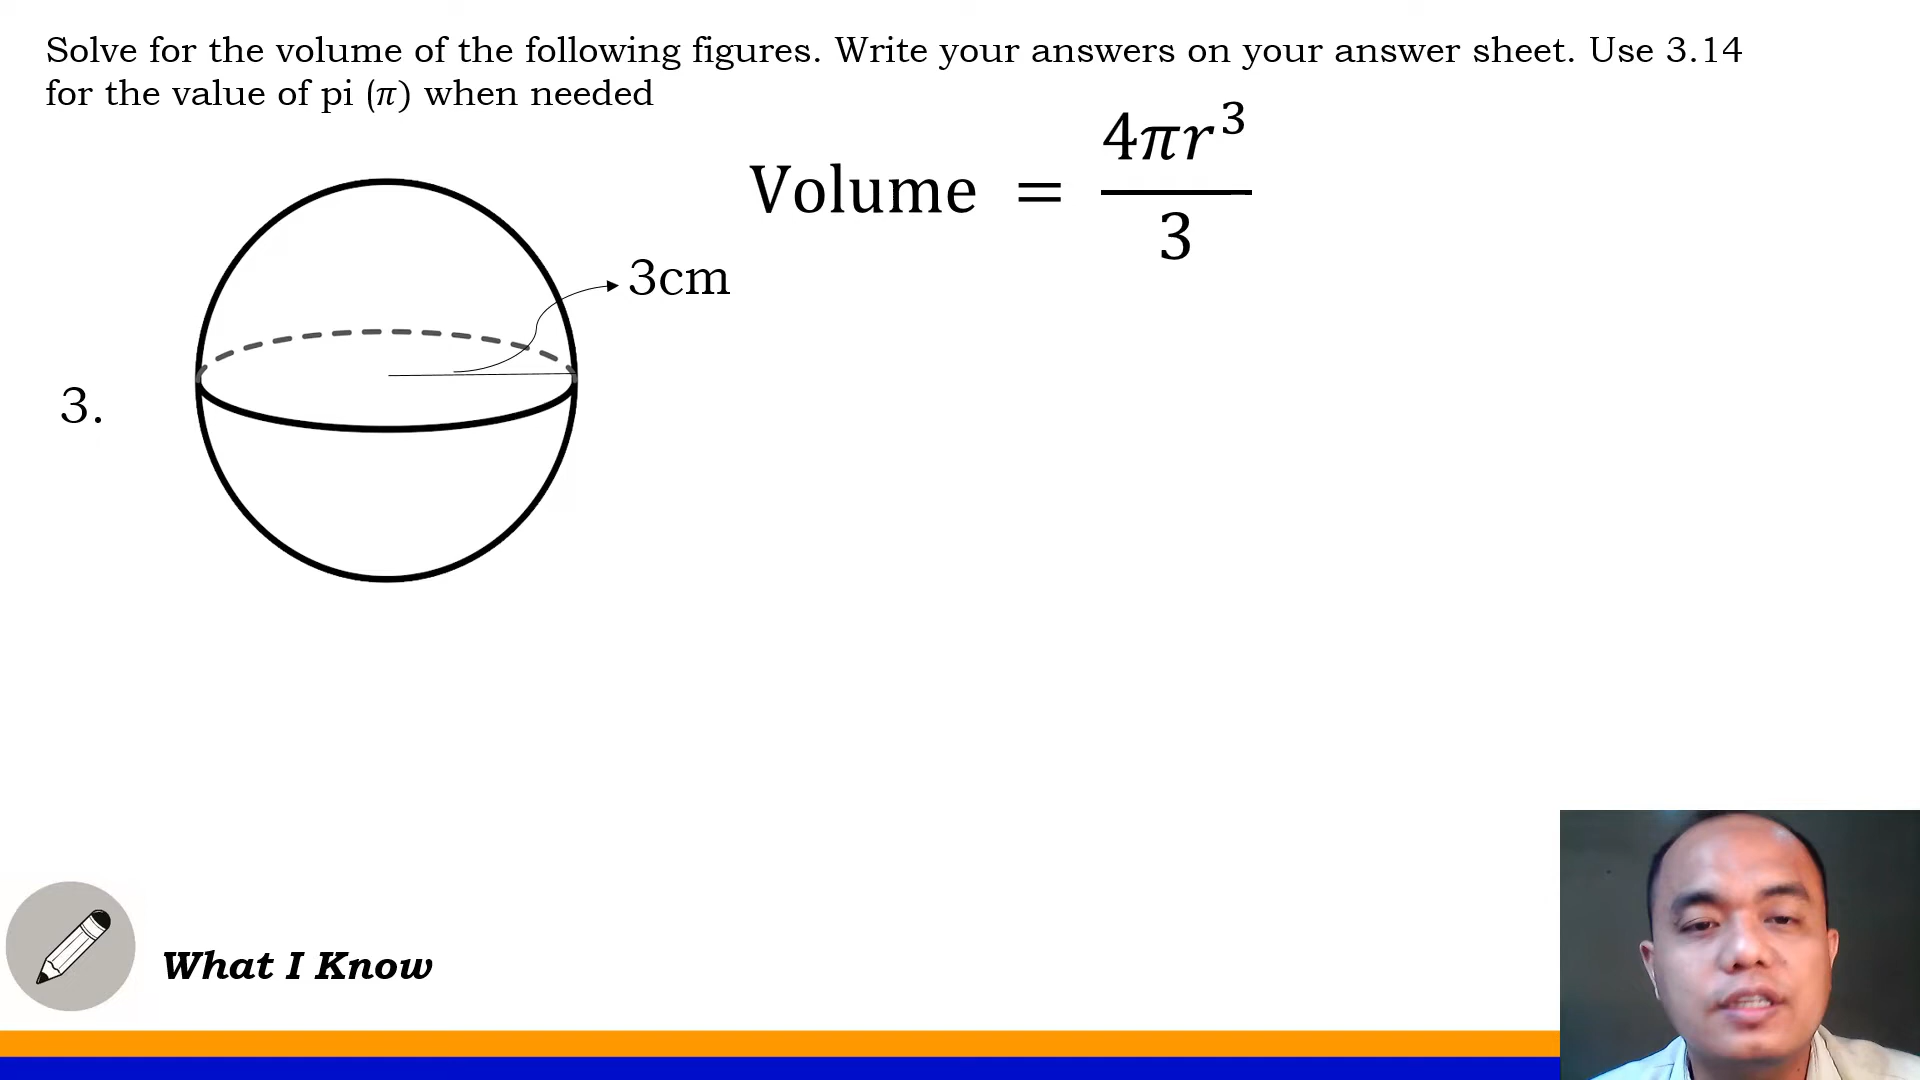 Solve for the volume of the following figures. Write your answers on your answer sheet. Use 3.14
for the value of pi (𝜋) when needed
Volume = 4𝜋𝑟³/3
3cm
3.
What I Know